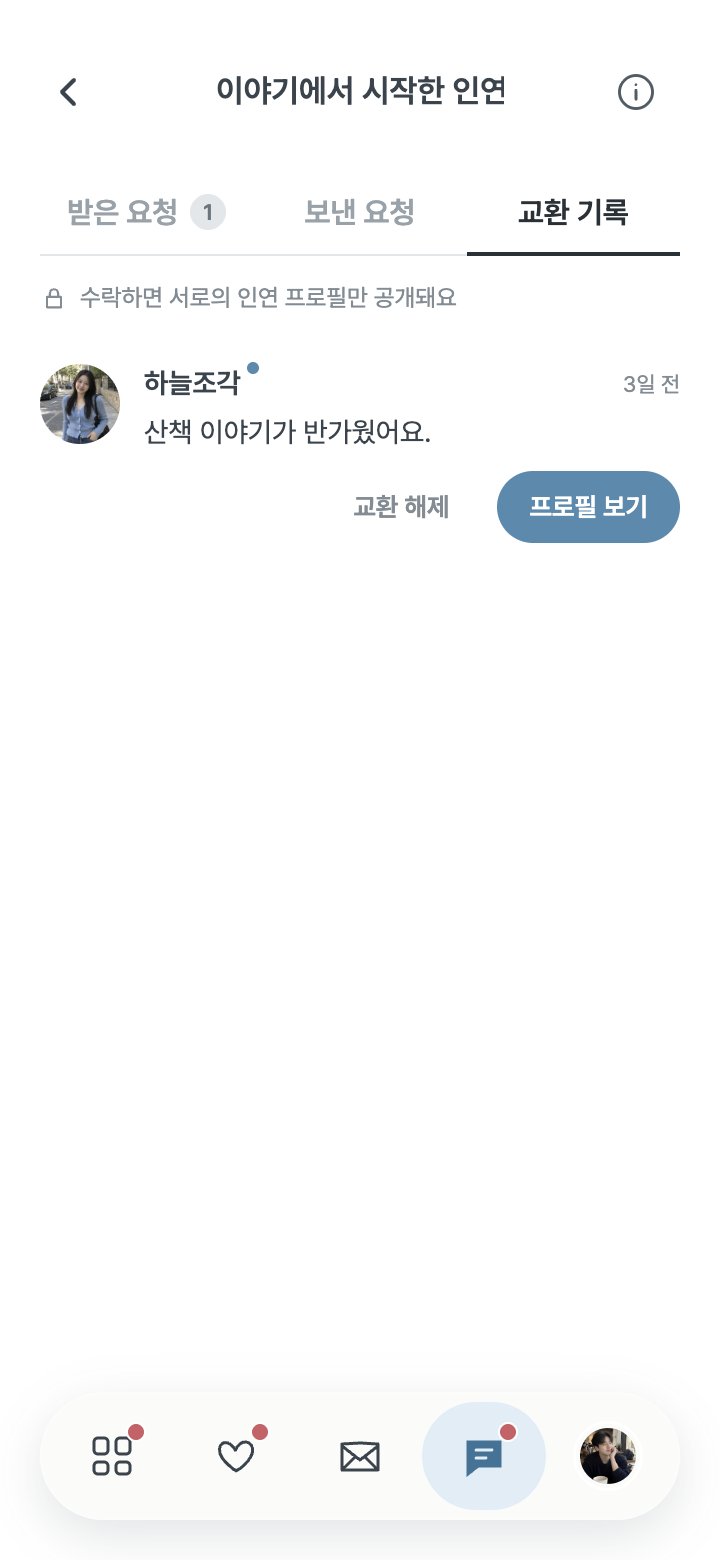 이야기에서 시작한 인연
받은 요청 1
보낸 요청
교환 기록
수락하면 서로의 인연 프로필만 공개돼요
하늘조각
3일 전
산책 이야기가 반가웠어요.
교환 해제
프로필 보기